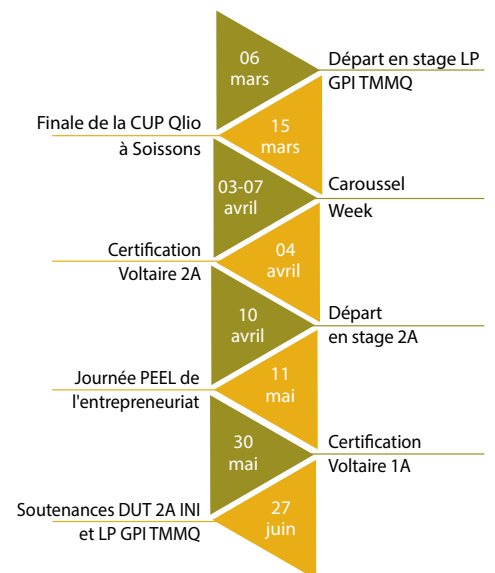 06
mars
Départ en stage LP
GPI TMMQ
Finale de la CUP Qlio
à Soissons
15
mars
03-07
avril
Caroussel
Week
Certification
Voltaire 2A
04
avril
10
avril
Départ
en stage 2A
Journée PEEL de
l'entrepreneuriat
11
mai
30
mai
Certification
Voltaire 1A
Soutenances DUT 2A INI
et LP GPI TMMQ
27
juin